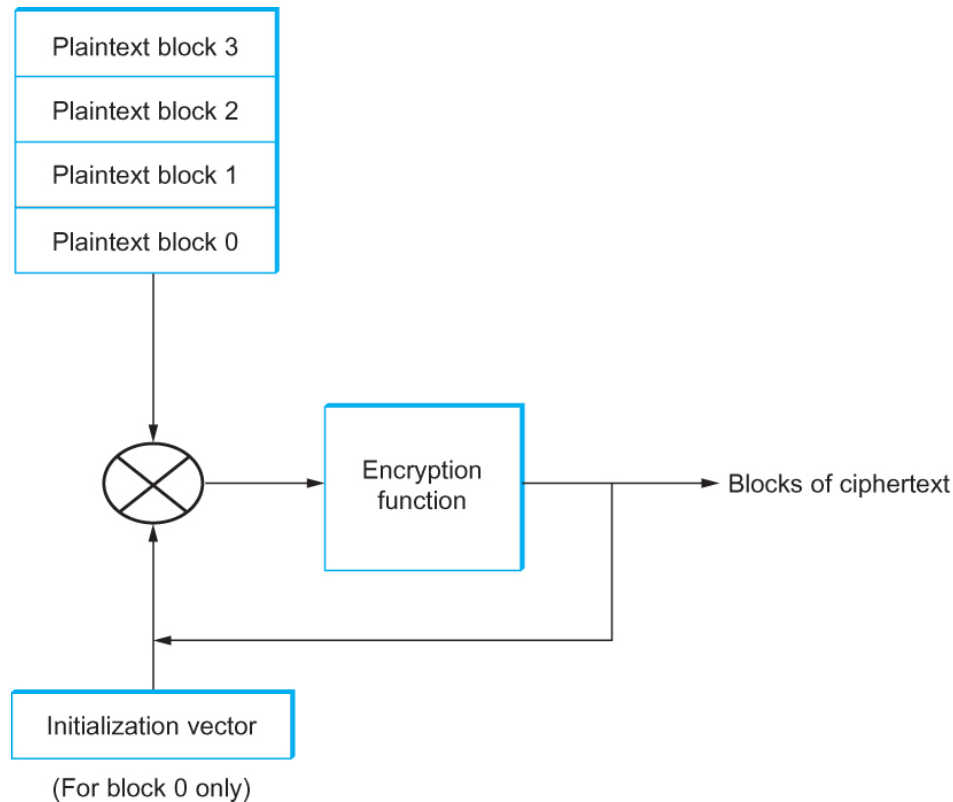 Plaintext block 3
Plaintext block 2
Plaintext block 1
Plaintext block 0
Encryption
function
Blocks of ciphertext
Initialization vector
(For block 0 only)